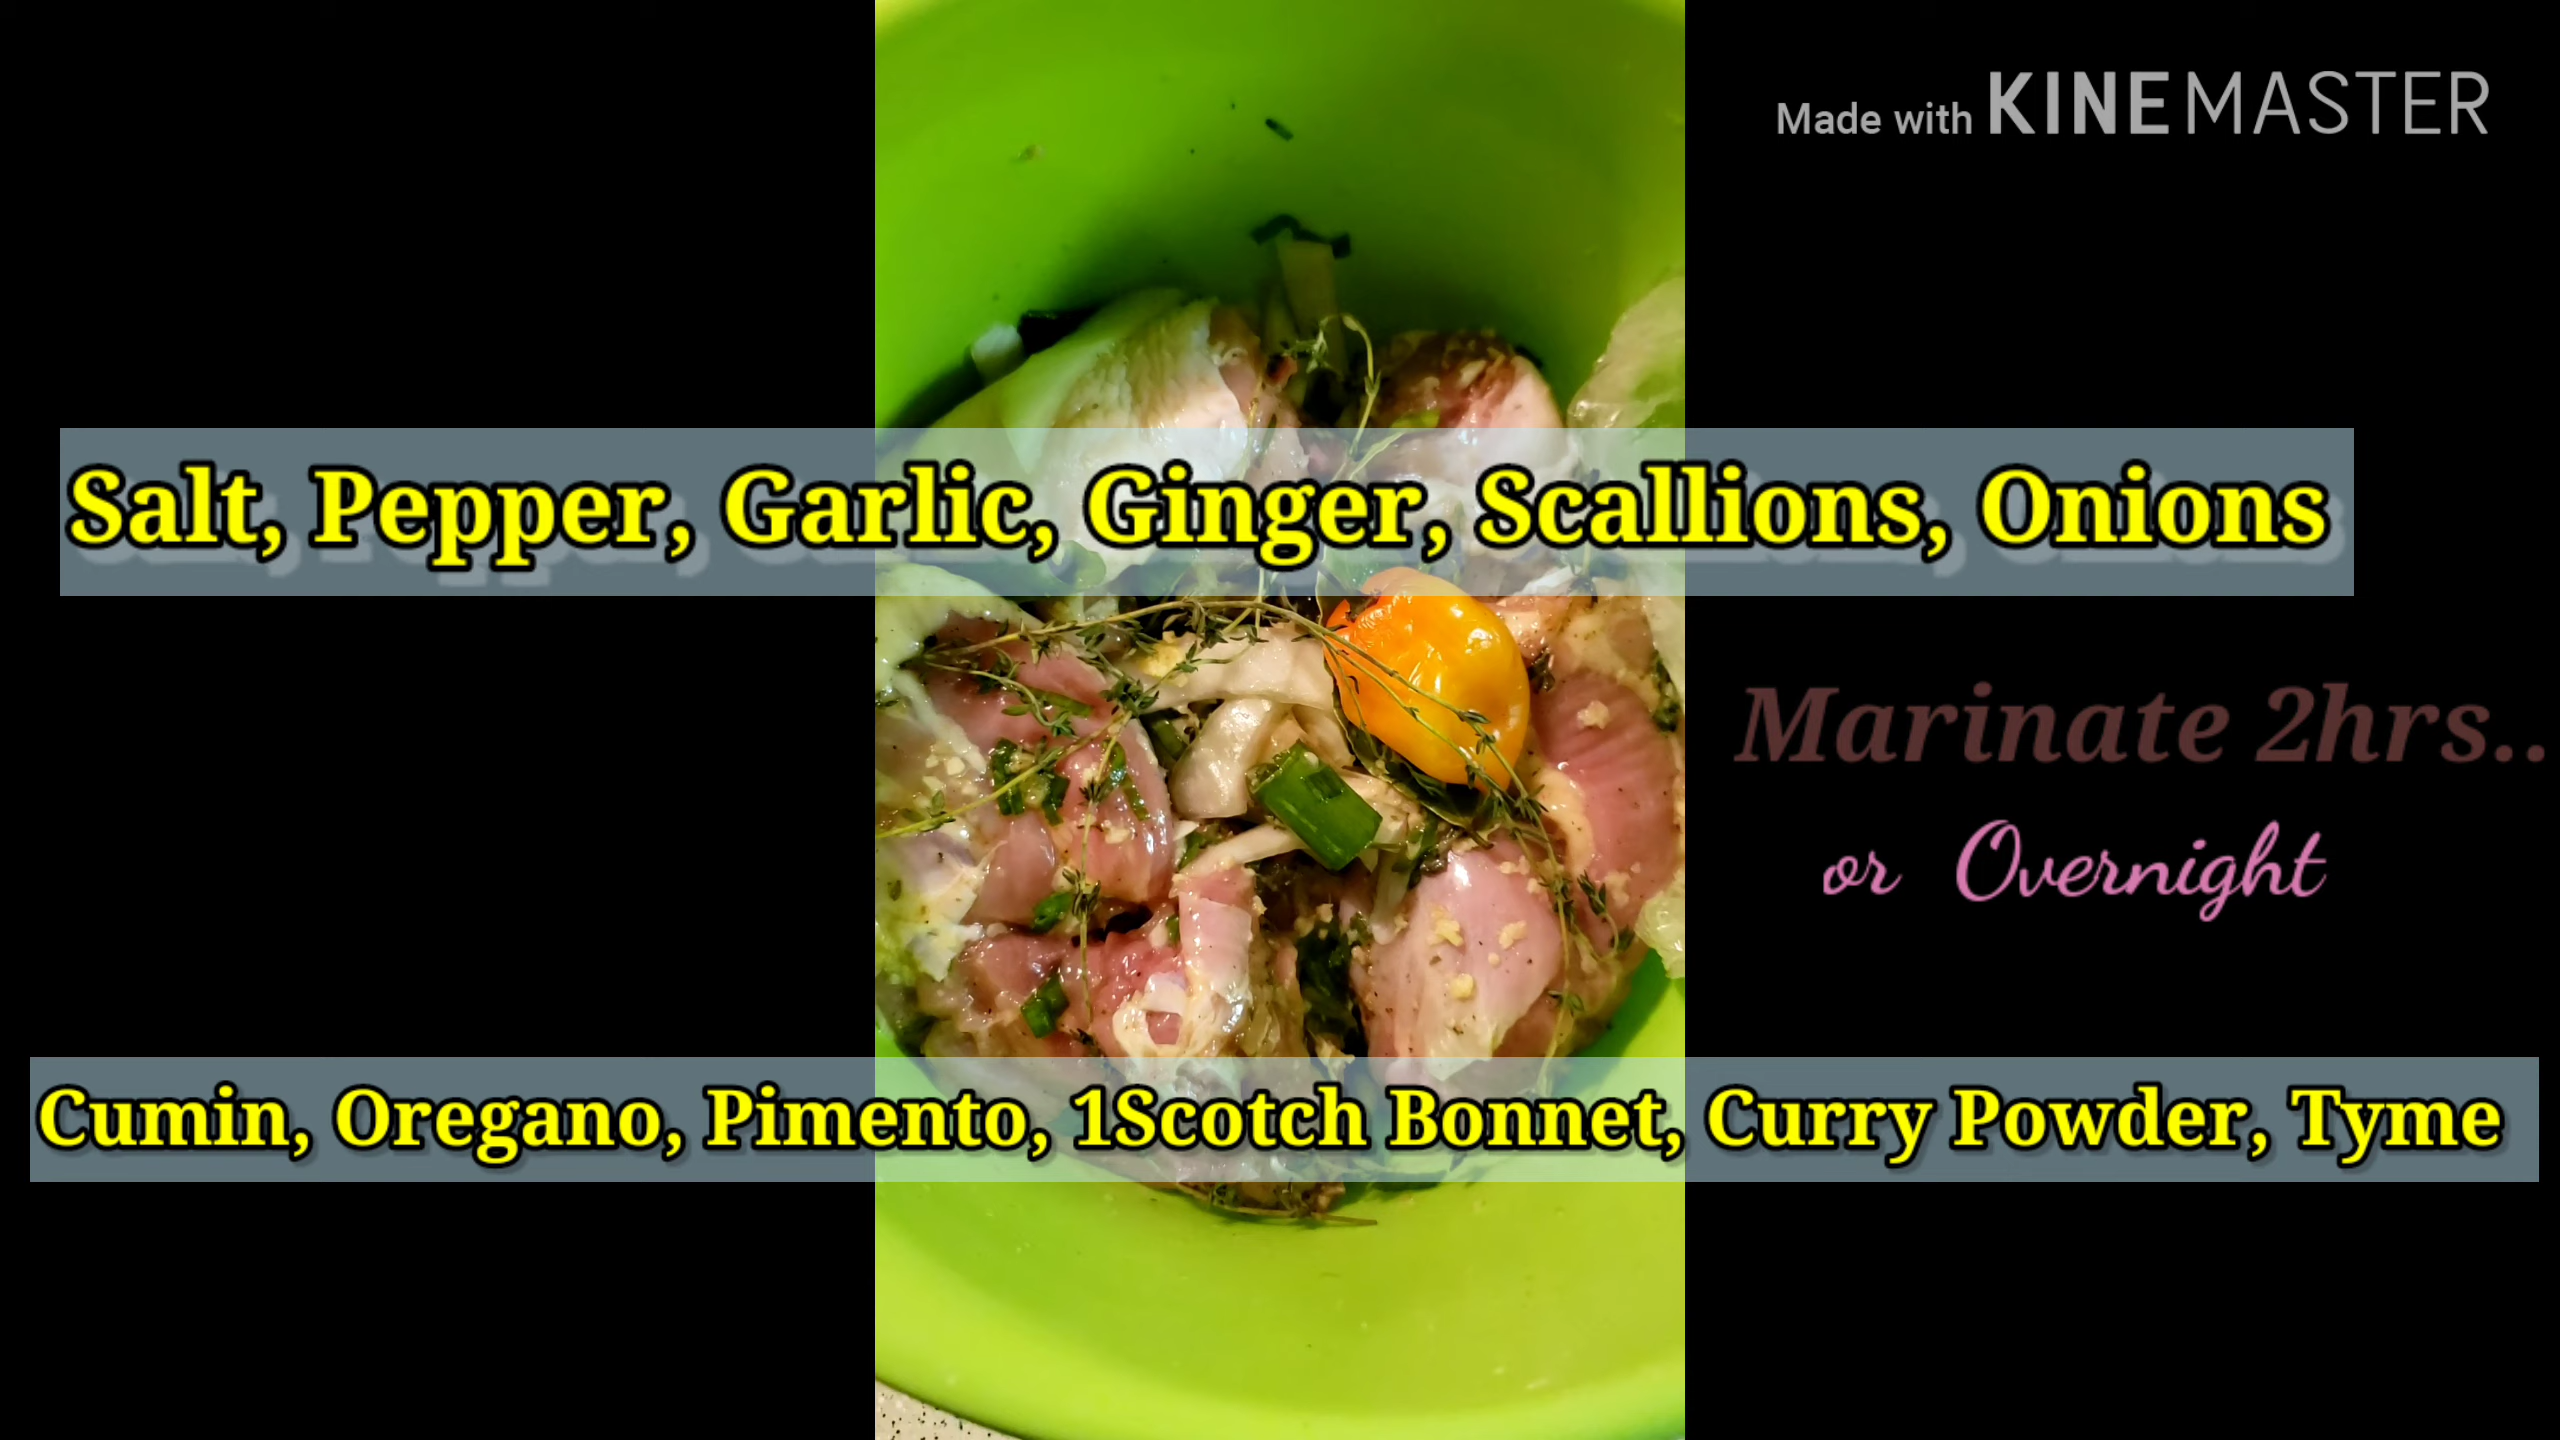 Made with KINEMASTER
Salt, Pepper, Garlic, Ginger, Scallions, Onions
Marinate 2hrs..
or Overnight
Cumin, Oregano, Pimento, 1Scotch Bonnet, Curry Powder, Tyme